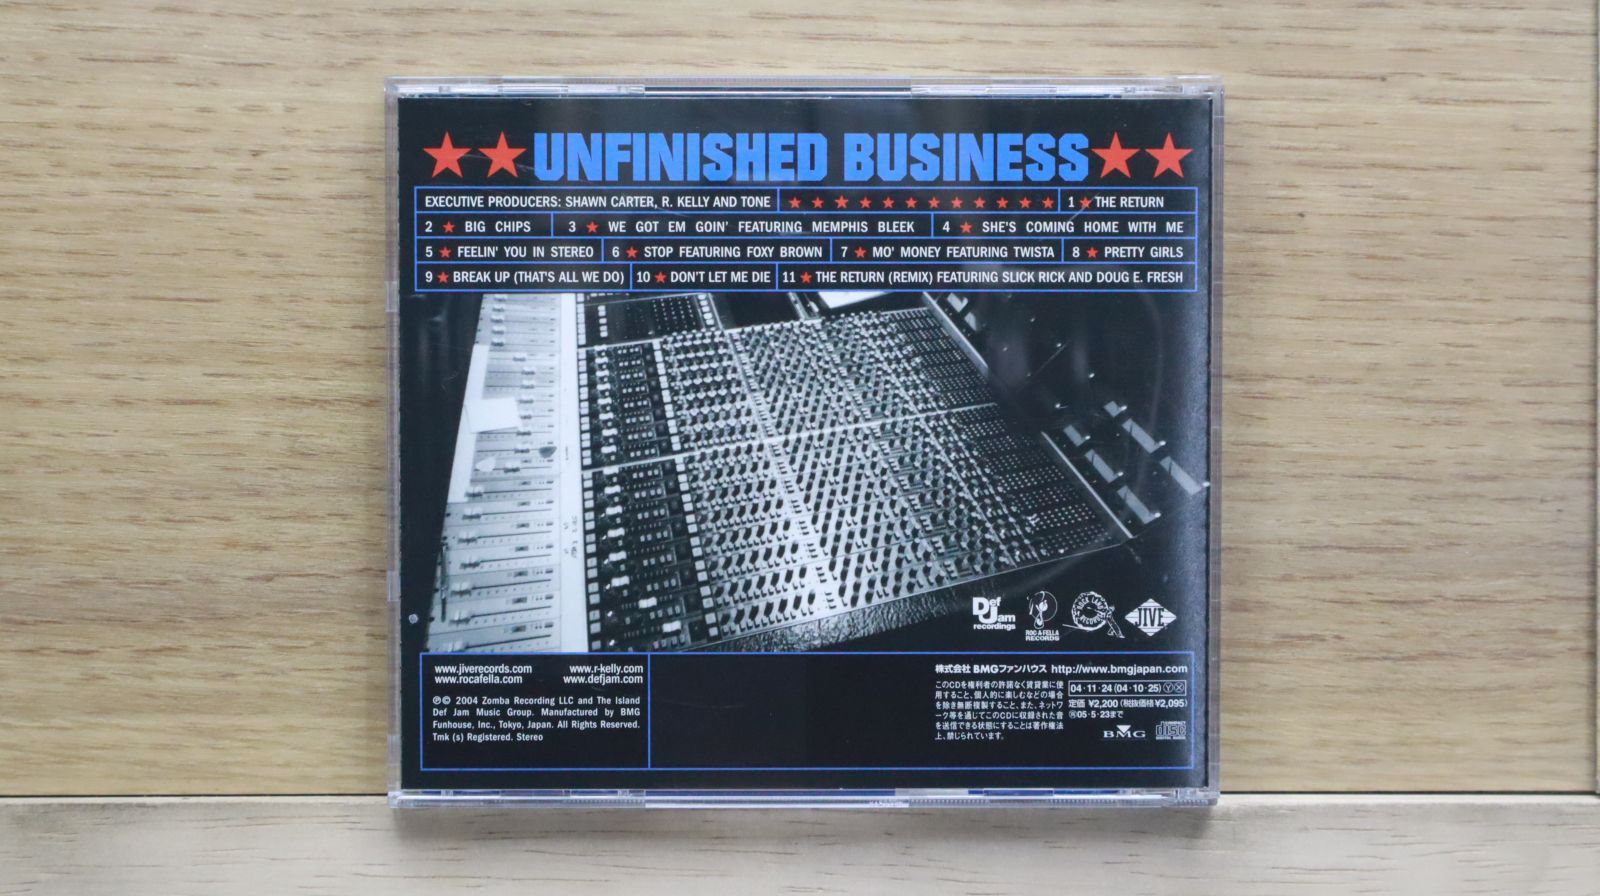 ★★UNFINISHED BUSINESS★★
EXECUTIVE PRODUCERS: SHAWN CARTER, R. KELLY AND TONE ★ ★ ★ ★ ★ ★ ★ ★ ★ ★ ★ ★ 1 ★ THE RETURN
2 ★ BIG CHIPS 3 ★ WE GOT EM GOIN' FEATURING MEMPHIS BLEEK 4 ★ SHE'S COMING HOME WITH ME
5 ★ FEELIN' YOU IN STEREO 6 ★ STOP FEATURING FOXY BROWN 7 ★ MO' MONEY FEATURING TWISTA 8 ★ PRETTY GIRLS
9 ★ BREAK UP (THAT'S ALL WE DO) 10 ★ DON'T LET ME DIE 11 ★ THE RETURN (REMIX) FEATURING SLICK RICK AND DOUG E. FRESH
Def Jam recordings
ROC-A-FELLA RECORDS
ROCK LAND RECORDS
JIVE
www.jiverecords.com www.r-kelly.com
www.rocafella.com www.defjam.com
℗© 2004 Zomba Recording LLC and The Island
Def Jam Music Group. Manufactured by BMG
Funhouse, Inc., Tokyo, Japan. All Rights Reserved.
Tmk (s) Registered. Stereo
株式会社 BMGファンハウス http://www.bmgjapan.com
このCDを権利者の許諾なく賃貸業に使
用すること、個人的に楽しむなどの場合
を除き無断複製すること、また、ネットワ
ーク等を通じてこのCDに収録された音
を送信できる状態にすることは著作権法
上、禁じられています。
04・11・24(04・10・25)ⓎⓍ
定価 ¥2,200(税抜価格¥2,095)
05・5・23まで
BMG
COMPACT disc DIGITAL AUDIO